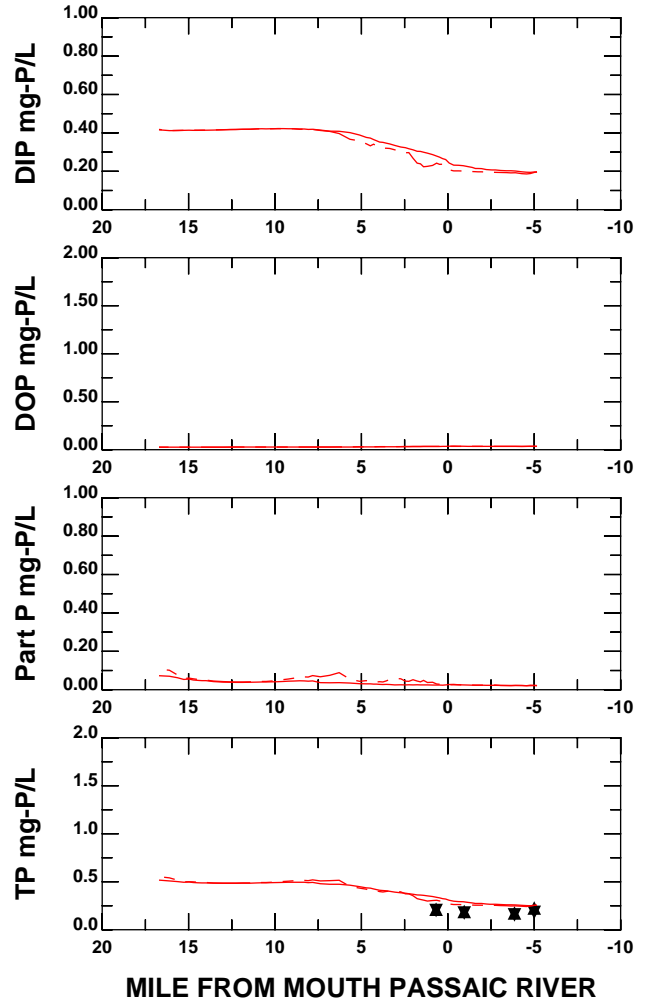 DIP mg-P/L
1.00
0.80
0.60
0.40
0.20
0.00
20 15 10 5 0 -5 -10
DOP mg-P/L
2.00
1.50
1.00
0.50
0.00
20 15 10 5 0 -5 -10
Part P mg-P/L
1.00
0.80
0.60
0.40
0.20
0.00
20 15 10 5 0 -5 -10
TP mg-P/L
2.0
1.5
1.0
0.5
0.0
20 15 10 5 0 -5 -10
MILE FROM MOUTH PASSAIC RIVER